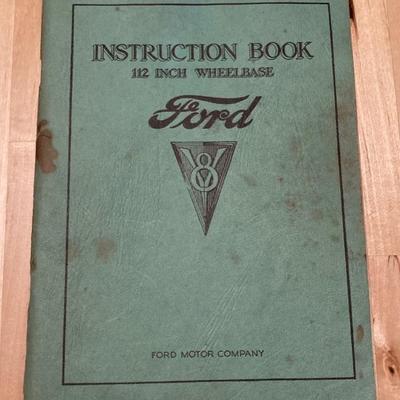 INSTRUCTION BOOK
112 INCH WHEELBASE
Ford
V8
FORD MOTOR COMPANY